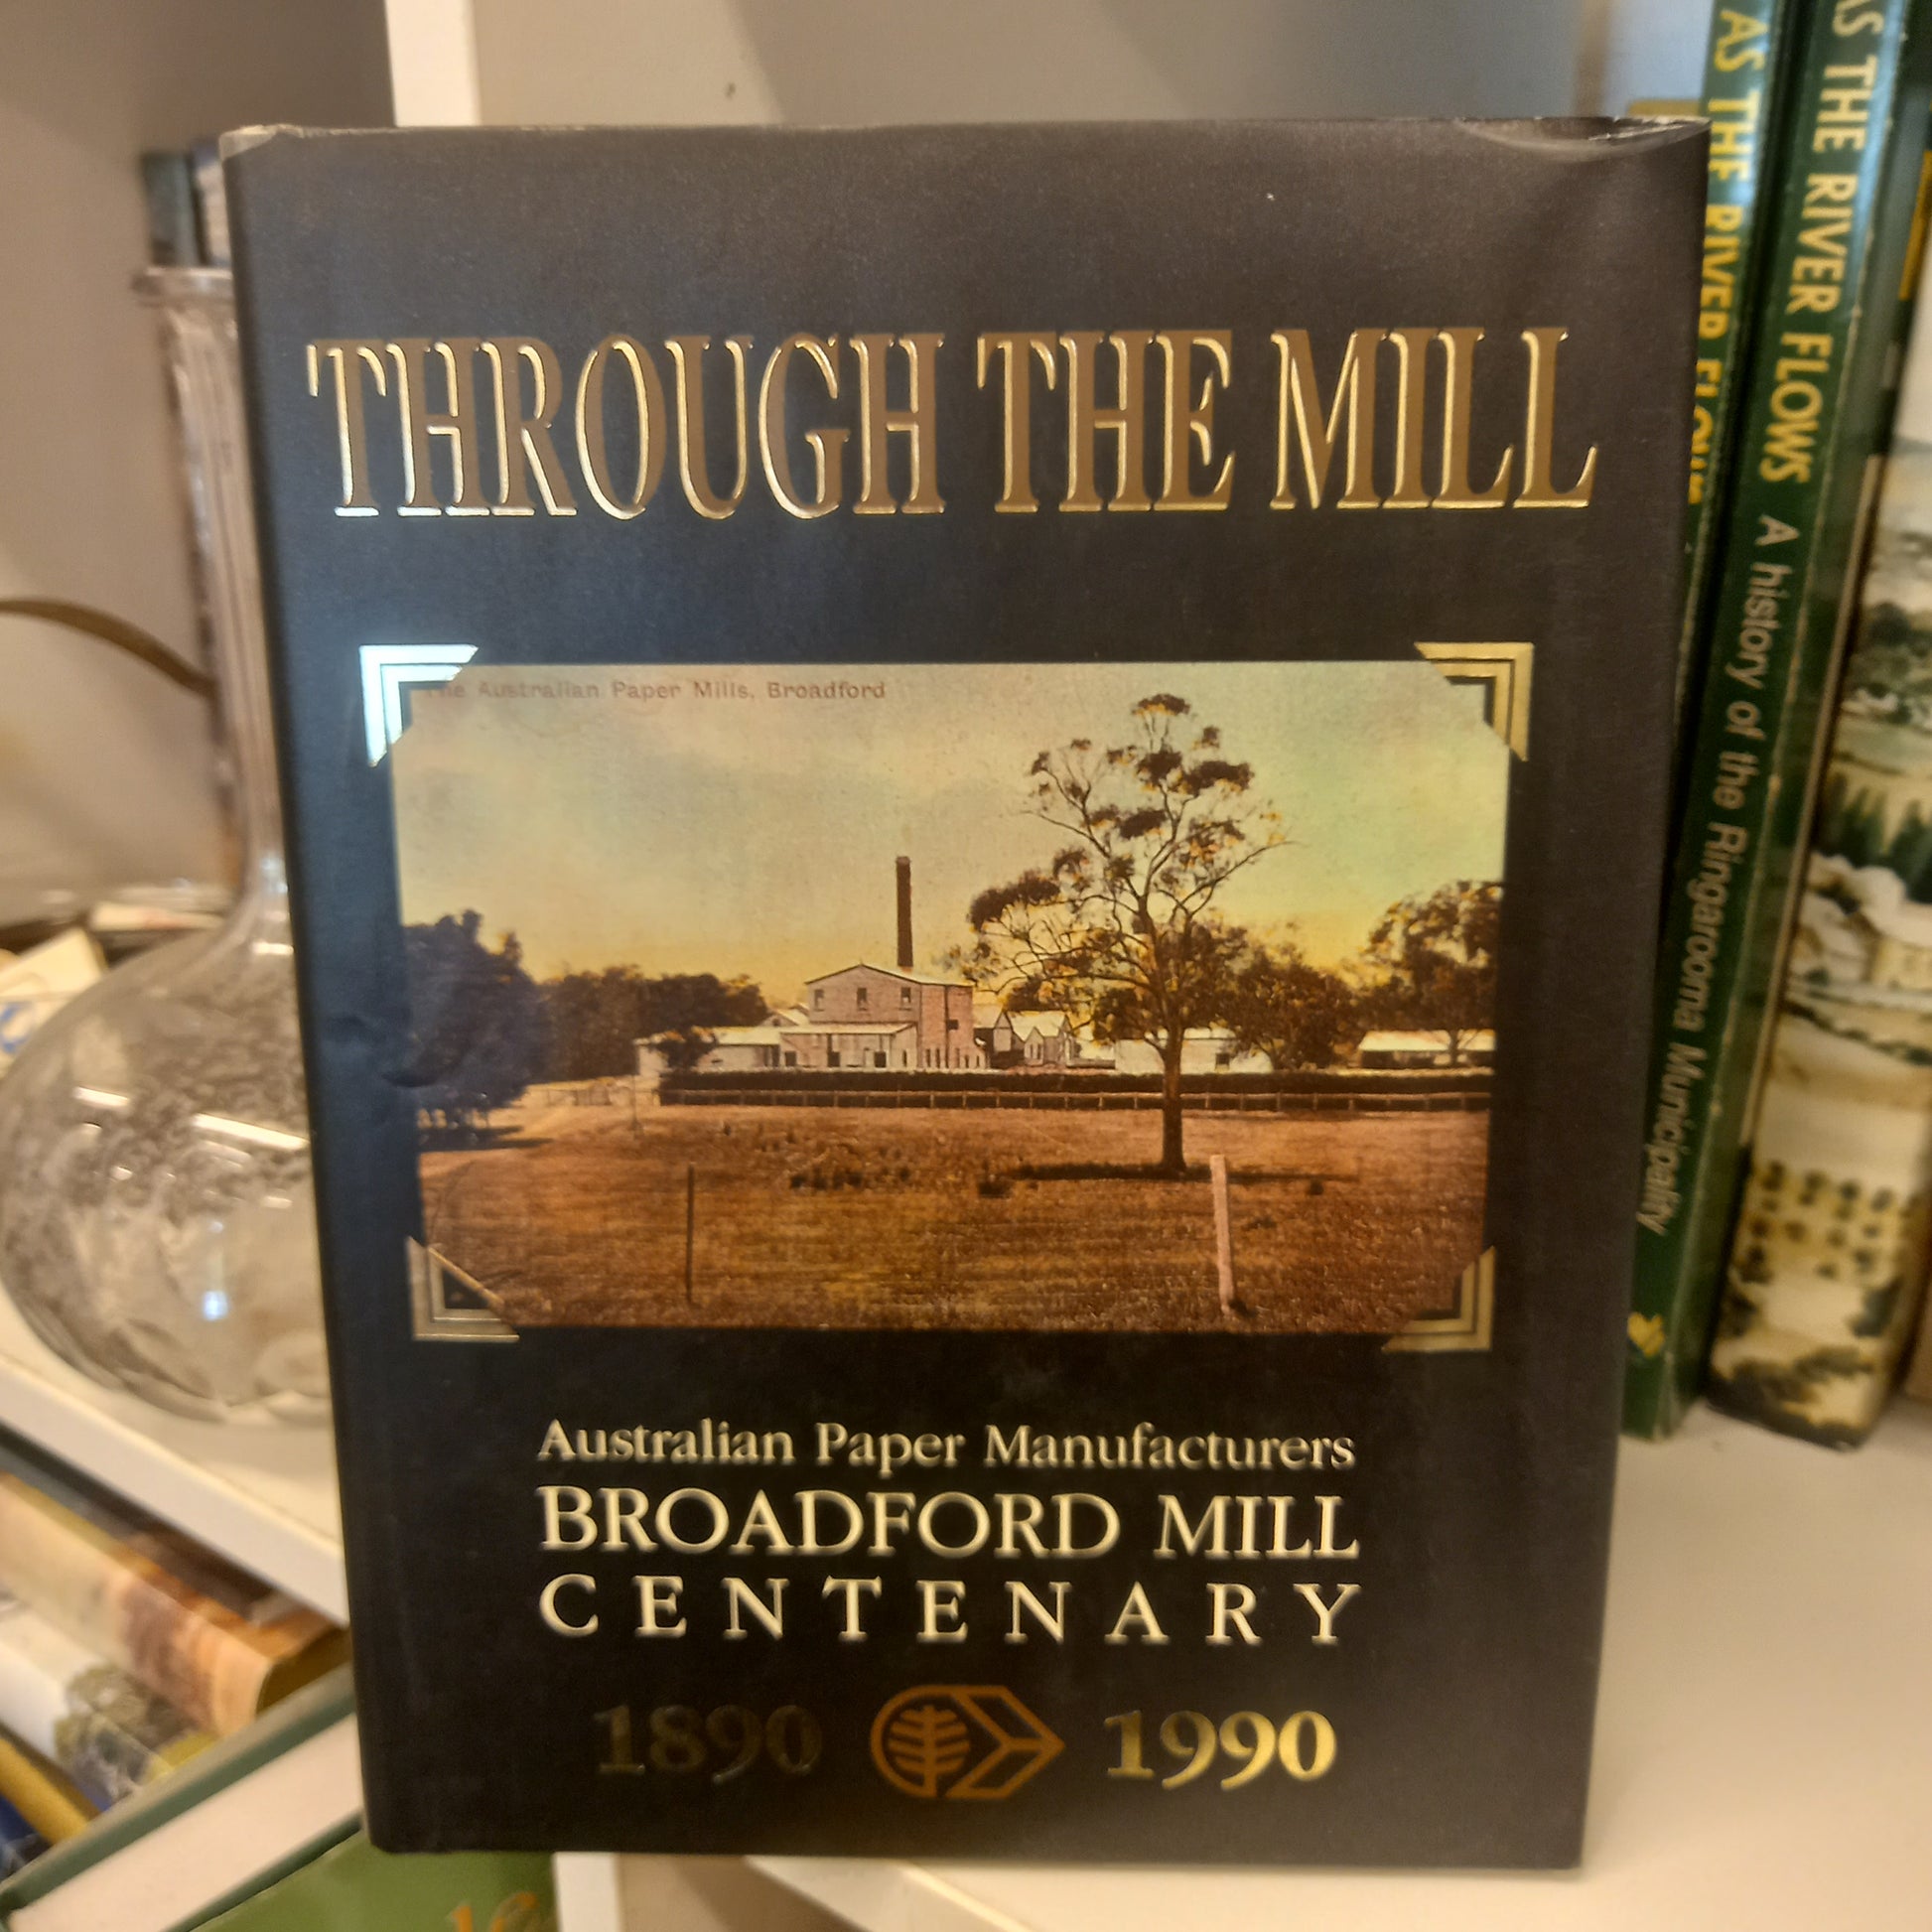 THROUGH THE MILL
The Australian Paper Mills, Broadford
Australian Paper Manufacturers
BROADFORD MILL
CENTENARY
1890 1990
AS THE RIVER FLOWS
AS THE RIVER FLOWS A history of the Ringarooma Municipality